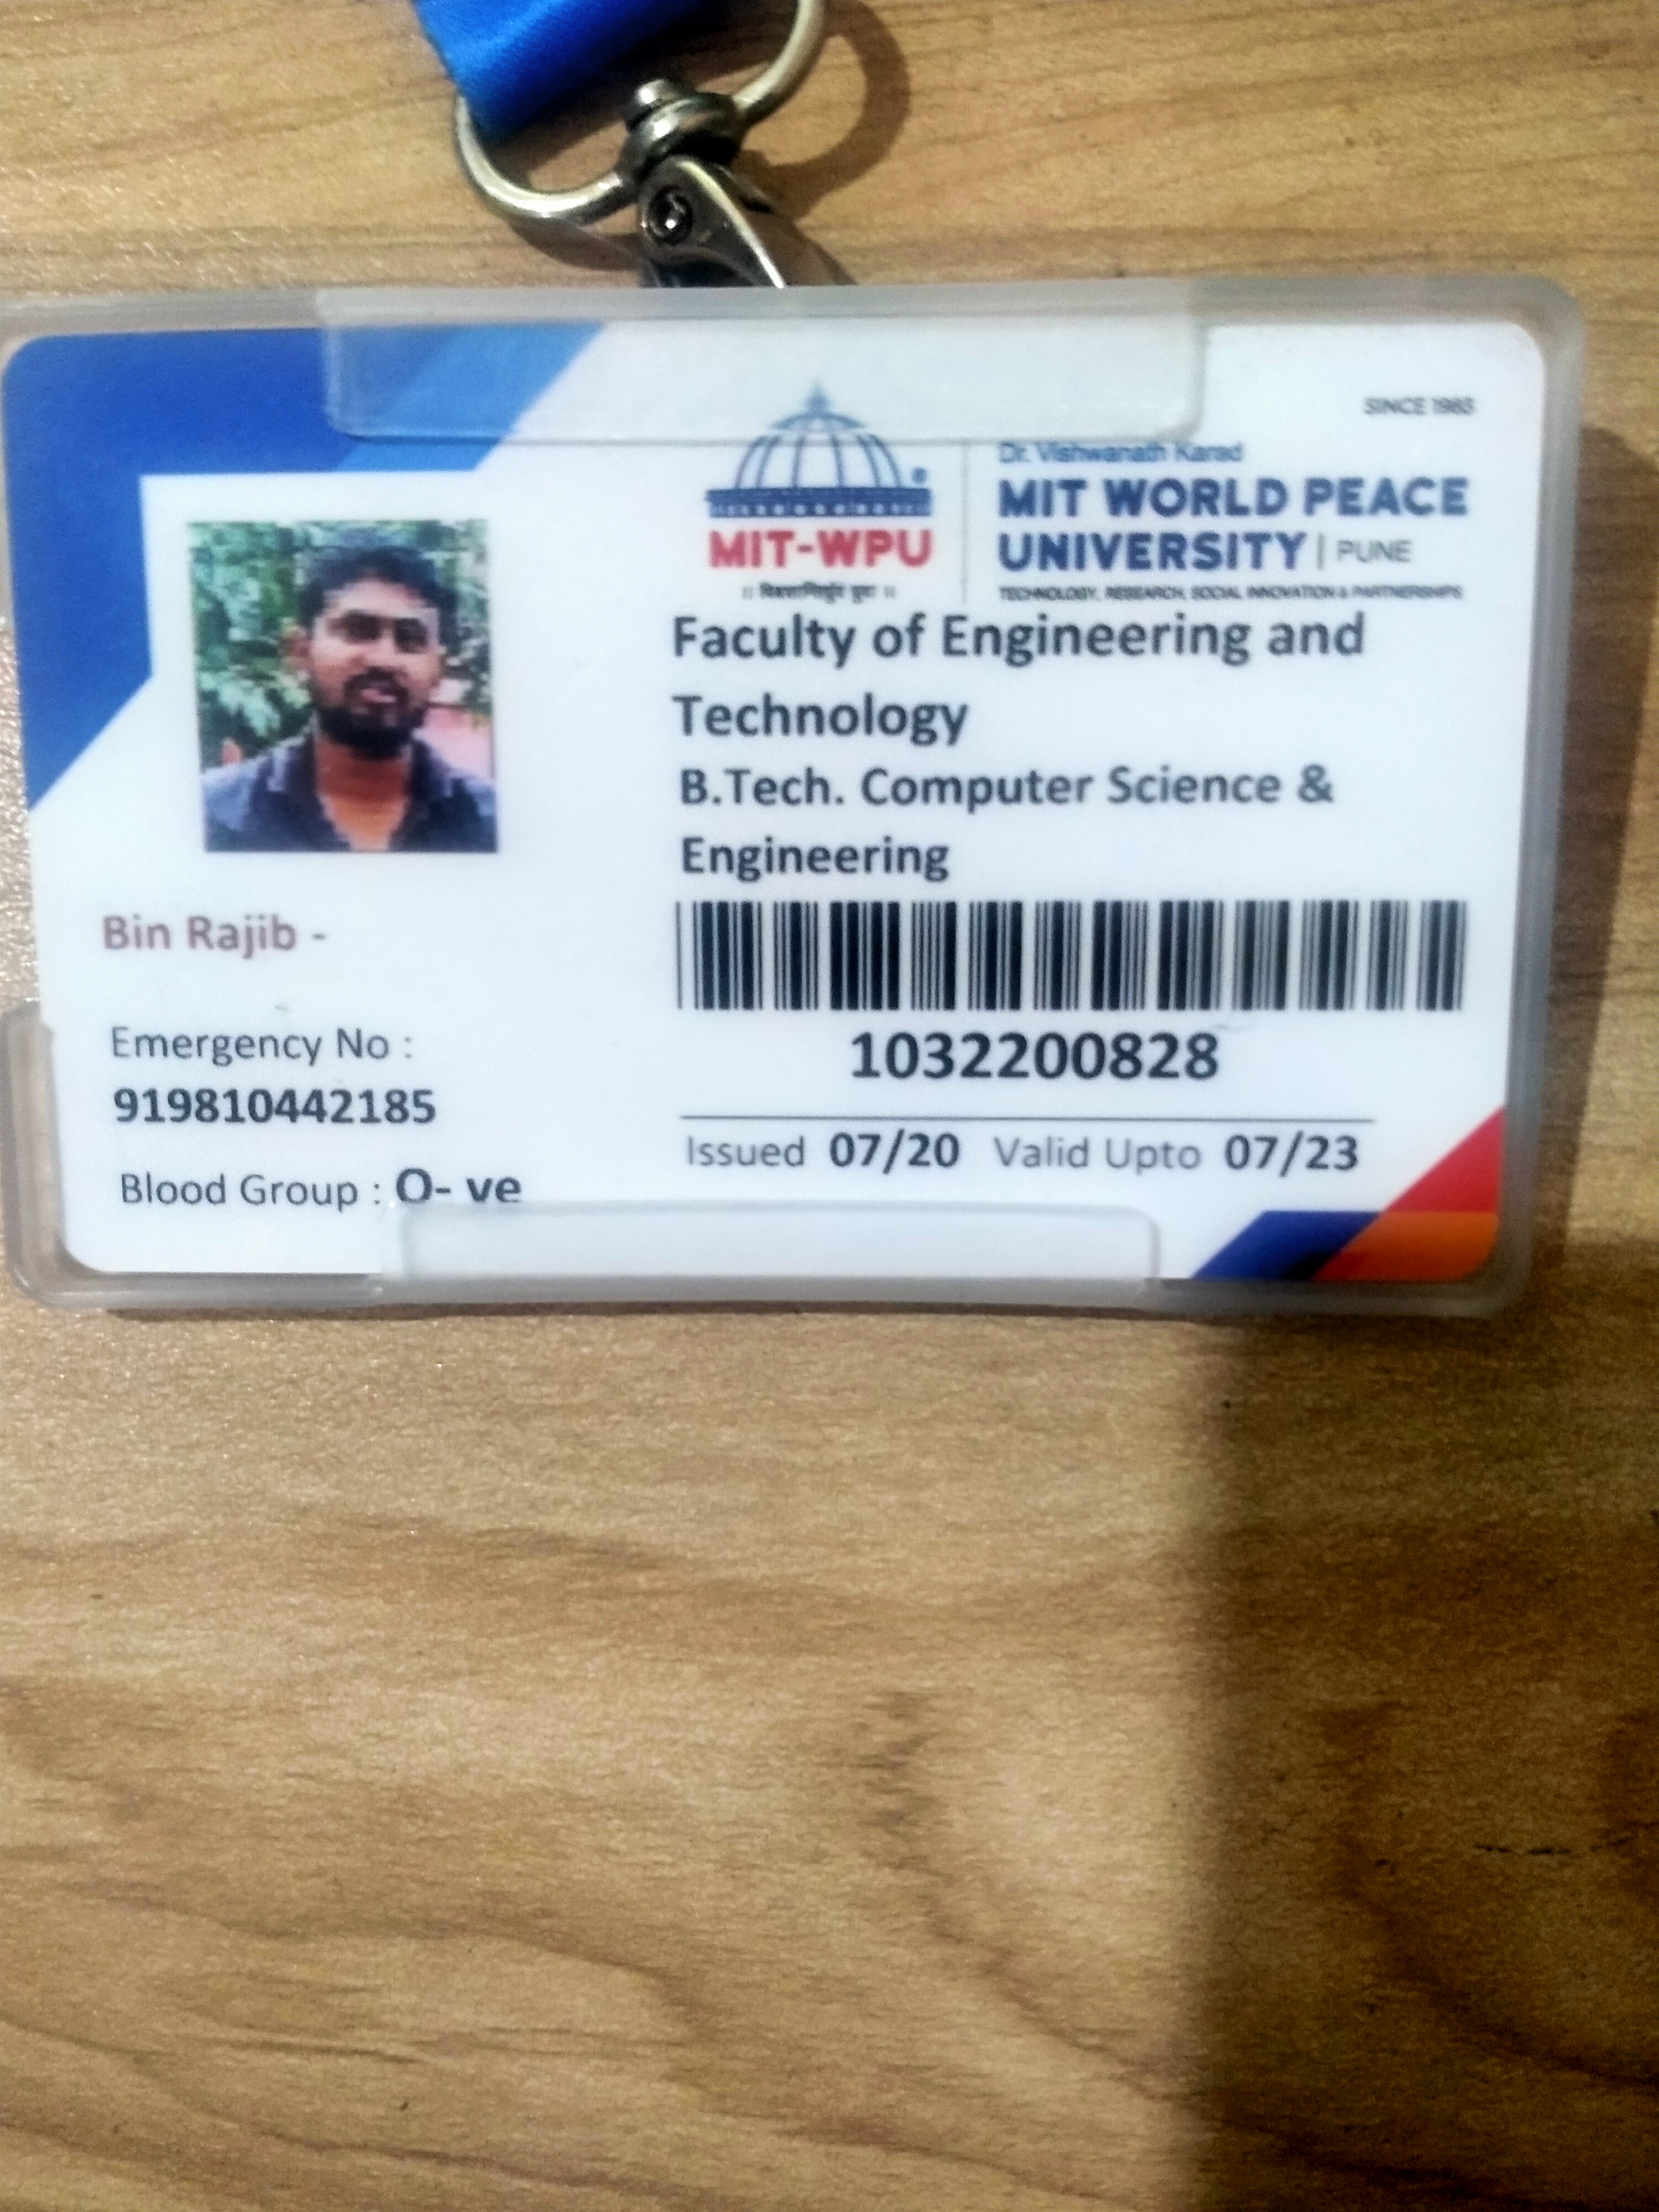 SINCE 1983
Dr. Vishwanath Karad
MIT WORLD PEACE
UNIVERSITY | PUNE
TECHNOLOGY, RESEARCH, SOCIAL INNOVATION & PARTNERSHIPS
MIT-WPU
Faculty of Engineering and
Technology
B.Tech. Computer Science &
Engineering
1032200828
Issued 07/20 Valid Upto 07/23
Bin Rajib -
Emergency No :
919810442185
Blood Group : O- ve